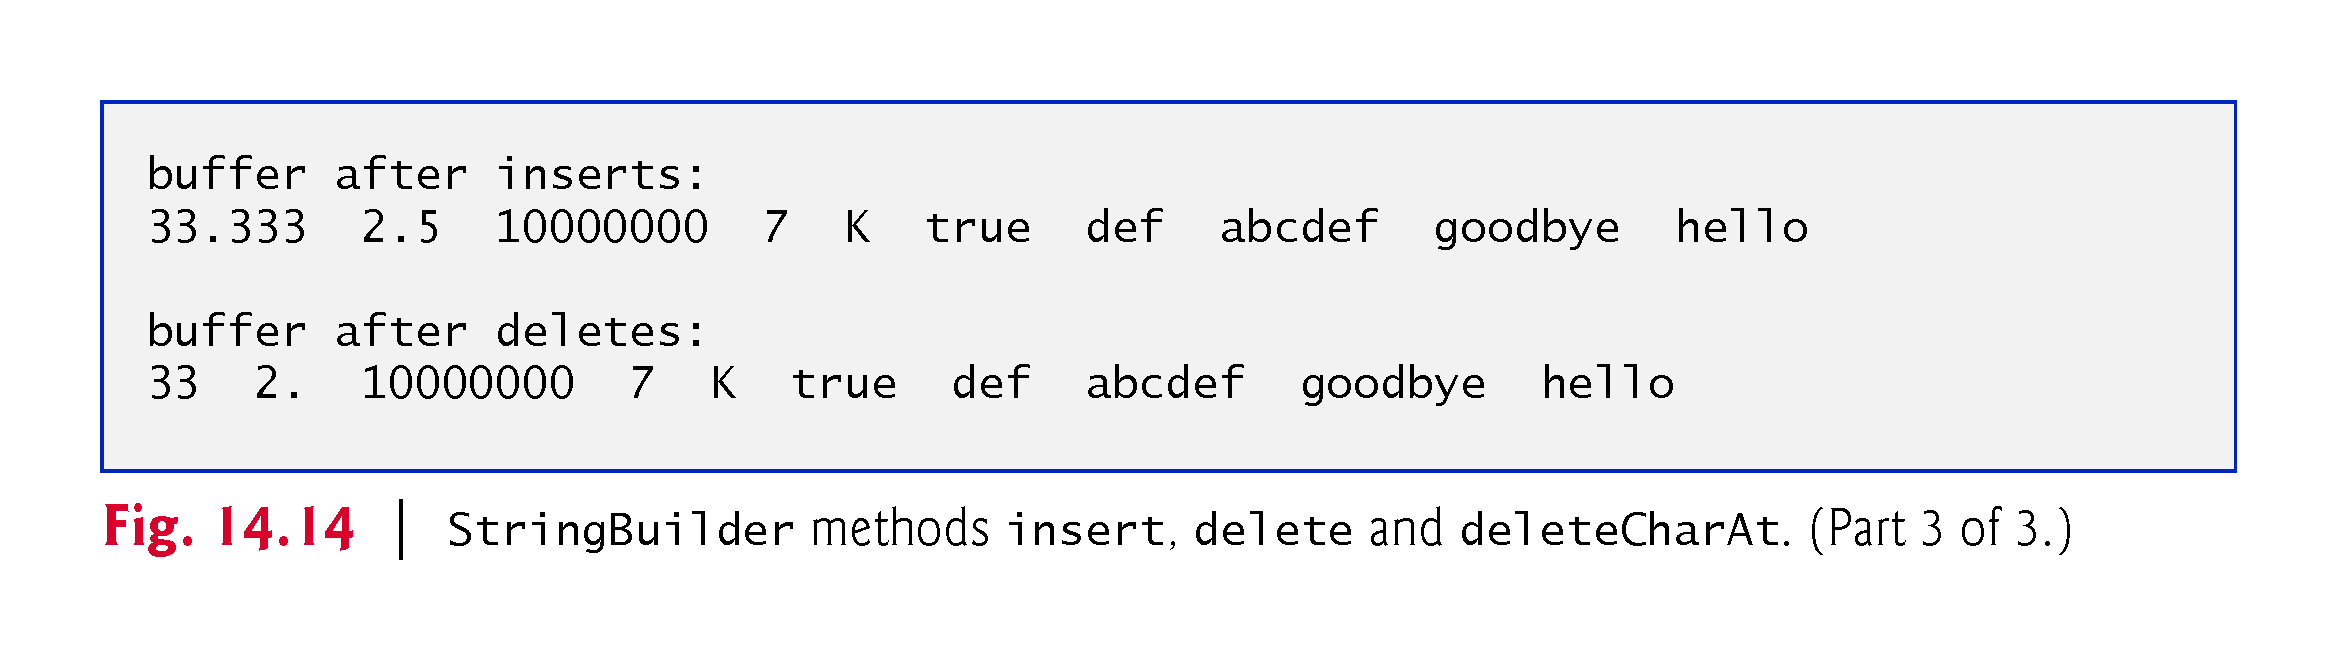 buffer after inserts:
33.333  2.5  10000000  7  K  true  def  abcdef  goodbye  hello
buffer after deletes:
33  2.  10000000  7  K  true  def  abcdef  goodbye  hello
Fig. 14.14 | StringBuilder methods insert, delete and deleteCharAt. (Part 3 of 3.)